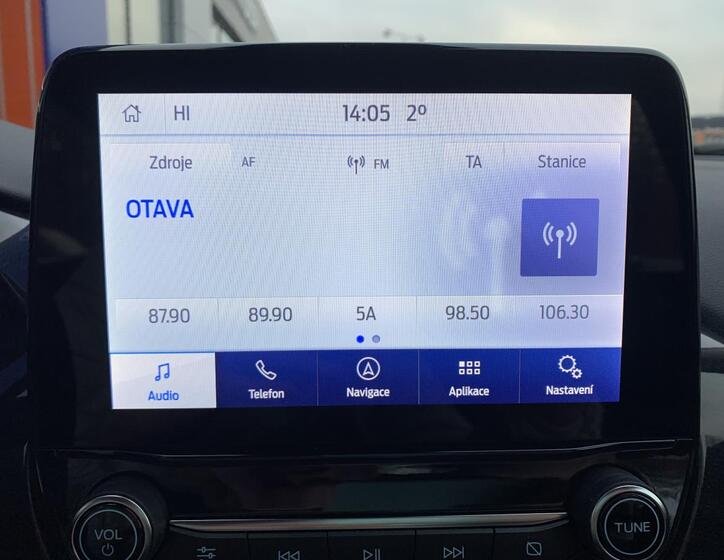 HI 14:05 2º
Zdroje AF FM TA Stanice
OTAVA
87.90 89.90 5A 98.50 106.30
Audio Telefon Navigace Aplikace Nastavení
VOL TUNE